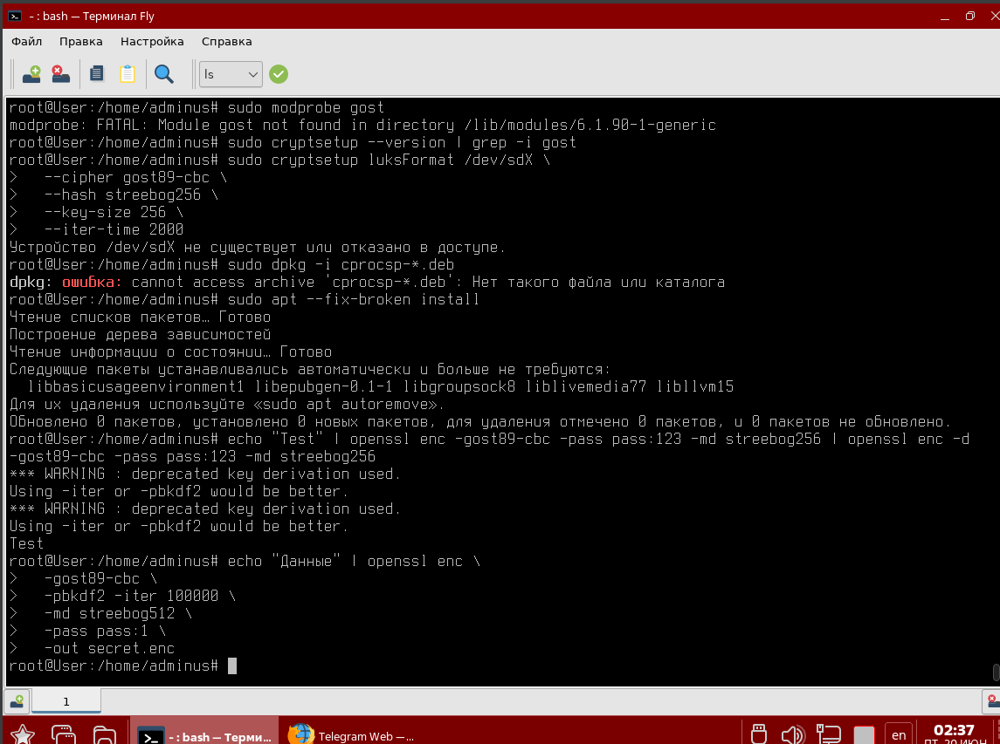 - : bash — Терминал Fly
Файл Правка Настройка Справка
ls
root@User:/home/adminus# sudo modprobe gost
modprobe: FATAL: Module gost not found in directory /lib/modules/6.1.90-1-generic
root@User:/home/adminus# sudo cryptsetup --version | grep -i gost
root@User:/home/adminus# sudo cryptsetup luksFormat /dev/sdX \
>   --cipher gost89-cbc \
>   --hash streebog256 \
>   --key-size 256 \
>   --iter-time 2000
Устройство /dev/sdX не существует или отказано в доступе.
root@User:/home/adminus# sudo dpkg -i cprocsp-*.deb
dpkg: ошибка: cannot access archive 'cprocsp-*.deb': Нет такого файла или каталога
root@User:/home/adminus# sudo apt --fix-broken install
Чтение списков пакетов… Готово
Построение дерева зависимостей
Чтение информации о состоянии… Готово
Следующие пакеты устанавливались автоматически и больше не требуются:
  libbasicusageenvironment1 libepubgen-0.1-1 libgroupsock8 liblivemedia77 libllvm15
Для их удаления используйте «sudo apt autoremove».
Обновлено 0 пакетов, установлено 0 новых пакетов, для удаления отмечено 0 пакетов, и 0 пакетов не обновлено.
root@User:/home/adminus# echo "Test" | openssl enc -gost89-cbc -pass pass:123 -md streebog256 | openssl enc -d
-gost89-cbc -pass pass:123 -md streebog256
*** WARNING : deprecated key derivation used.
Using -iter or -pbkdf2 would be better.
*** WARNING : deprecated key derivation used.
Using -iter or -pbkdf2 would be better.
Test
root@User:/home/adminus# echo "Данные" | openssl enc \
>   -gost89-cbc \
>   -pbkdf2 -iter 100000 \
>   -md streebog512 \
>   -pass pass:1 \
>   -out secret.enc
root@User:/home/adminus#
1
- : bash — Терми...
Telegram Web —...
en
02:37
ПТ, 20 ИЮН